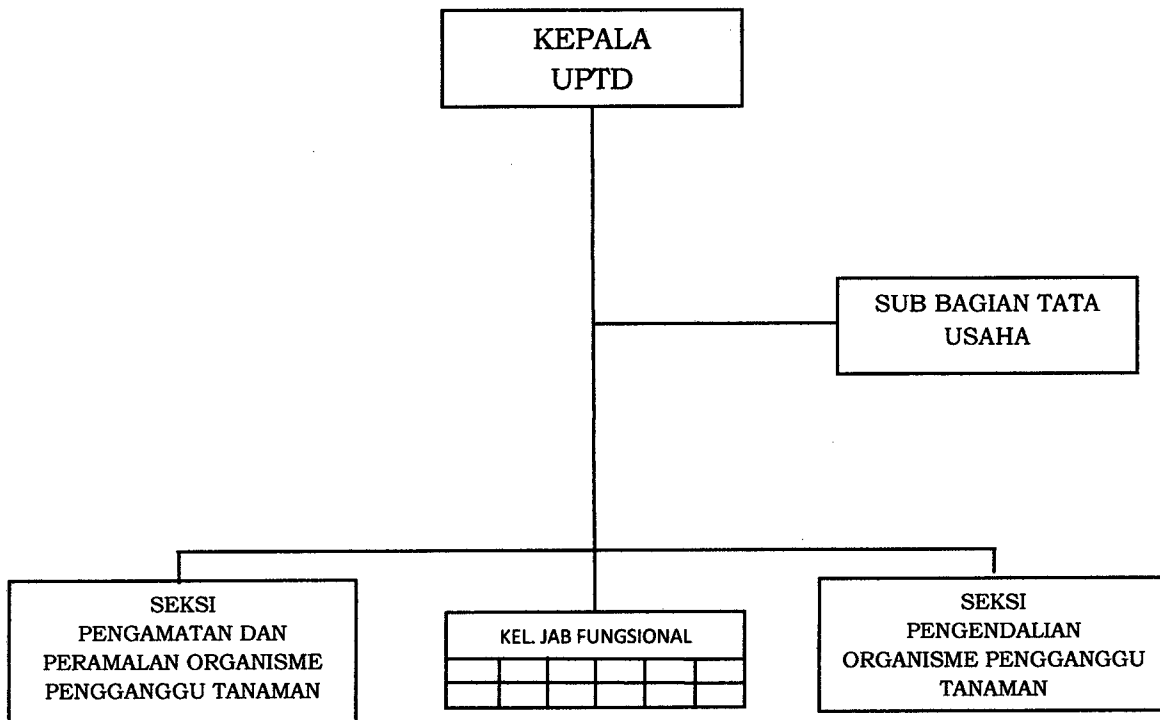 KEPALA
UPTD
SUB BAGIAN TATA
USAHA
SEKSI
PENGAMATAN DAN
PERAMALAN ORGANISME
PENGGANGGU TANAMAN
KEL. JAB FUNGSIONAL
SEKSI
PENGENDALIAN
ORGANISME PENGGANGGU
TANAMAN